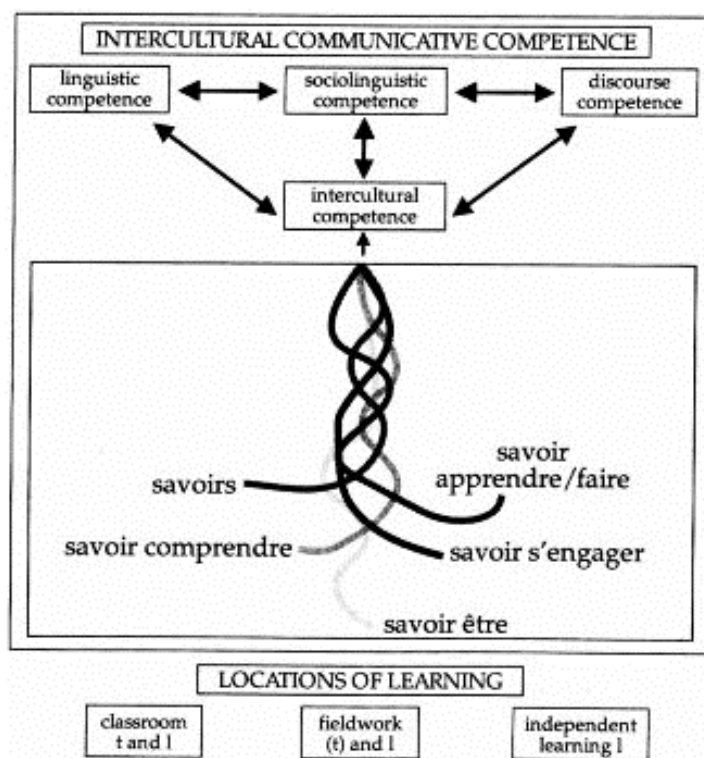 INTERCULTURAL COMMUNICATIVE COMPETENCE
linguistic
competence
sociolinguistic
competence
discourse
competence
intercultural
competence
savoirs
savoir
apprendre/faire
savoir comprendre
savoir s'engager
savoir être
LOCATIONS OF LEARNING
classroom
t and l
fieldwork
(t) and l
independent
learning l